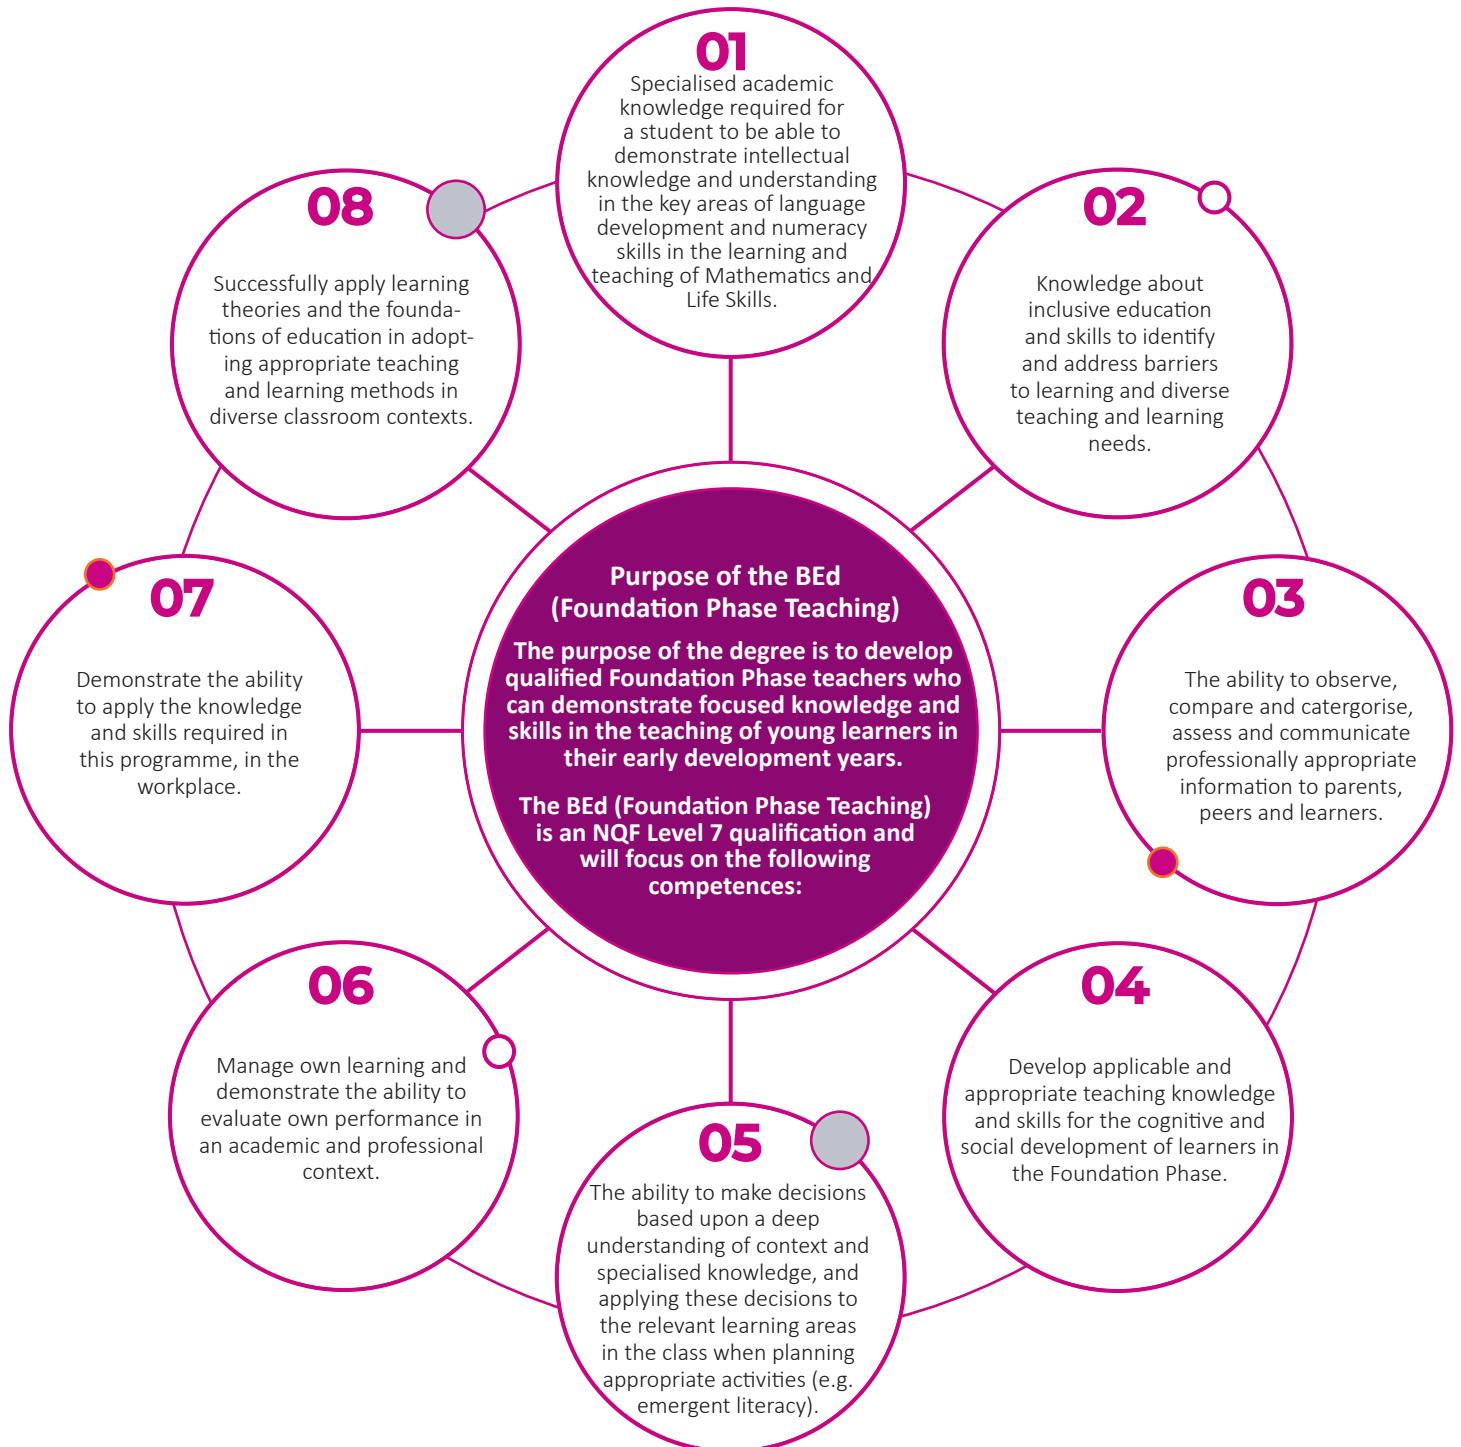 Purpose of the BEd
(Foundation Phase Teaching)
The purpose of the degree is to develop
qualified Foundation Phase teachers who
can demonstrate focused knowledge and
skills in the teaching of young learners in
their early development years.
The BEd (Foundation Phase Teaching)
is an NQF Level 7 qualification and
will focus on the following
competences:
01
Specialised academic
knowledge required for
a student to be able to
demonstrate intellectual
knowledge and understanding
in the key areas of language
development and numeracy
skills in the learning and
teaching of Mathematics and
Life Skills.
02
Knowledge about
inclusive education
and skills to identify
and address barriers
to learning and diverse
teaching and learning
needs.
03
The ability to observe,
compare and catergorise,
assess and communicate
professionally appropriate
information to parents,
peers and learners.
04
Develop applicable and
appropriate teaching knowledge
and skills for the cognitive and
social development of learners in
the Foundation Phase.
05
The ability to make decisions
based upon a deep
understanding of context and
specialised knowledge, and
applying these decisions to
the relevant learning areas
in the class when planning
appropriate activities (e.g.
emergent literacy).
06
Manage own learning and
demonstrate the ability to
evaluate own performance in
an academic and professional
context.
07
Demonstrate the ability
to apply the knowledge
and skills required in
this programme, in the
workplace.
08
Successfully apply learning
theories and the founda-
tions of education in adopt-
ing appropriate teaching
and learning methods in
diverse classroom contexts.